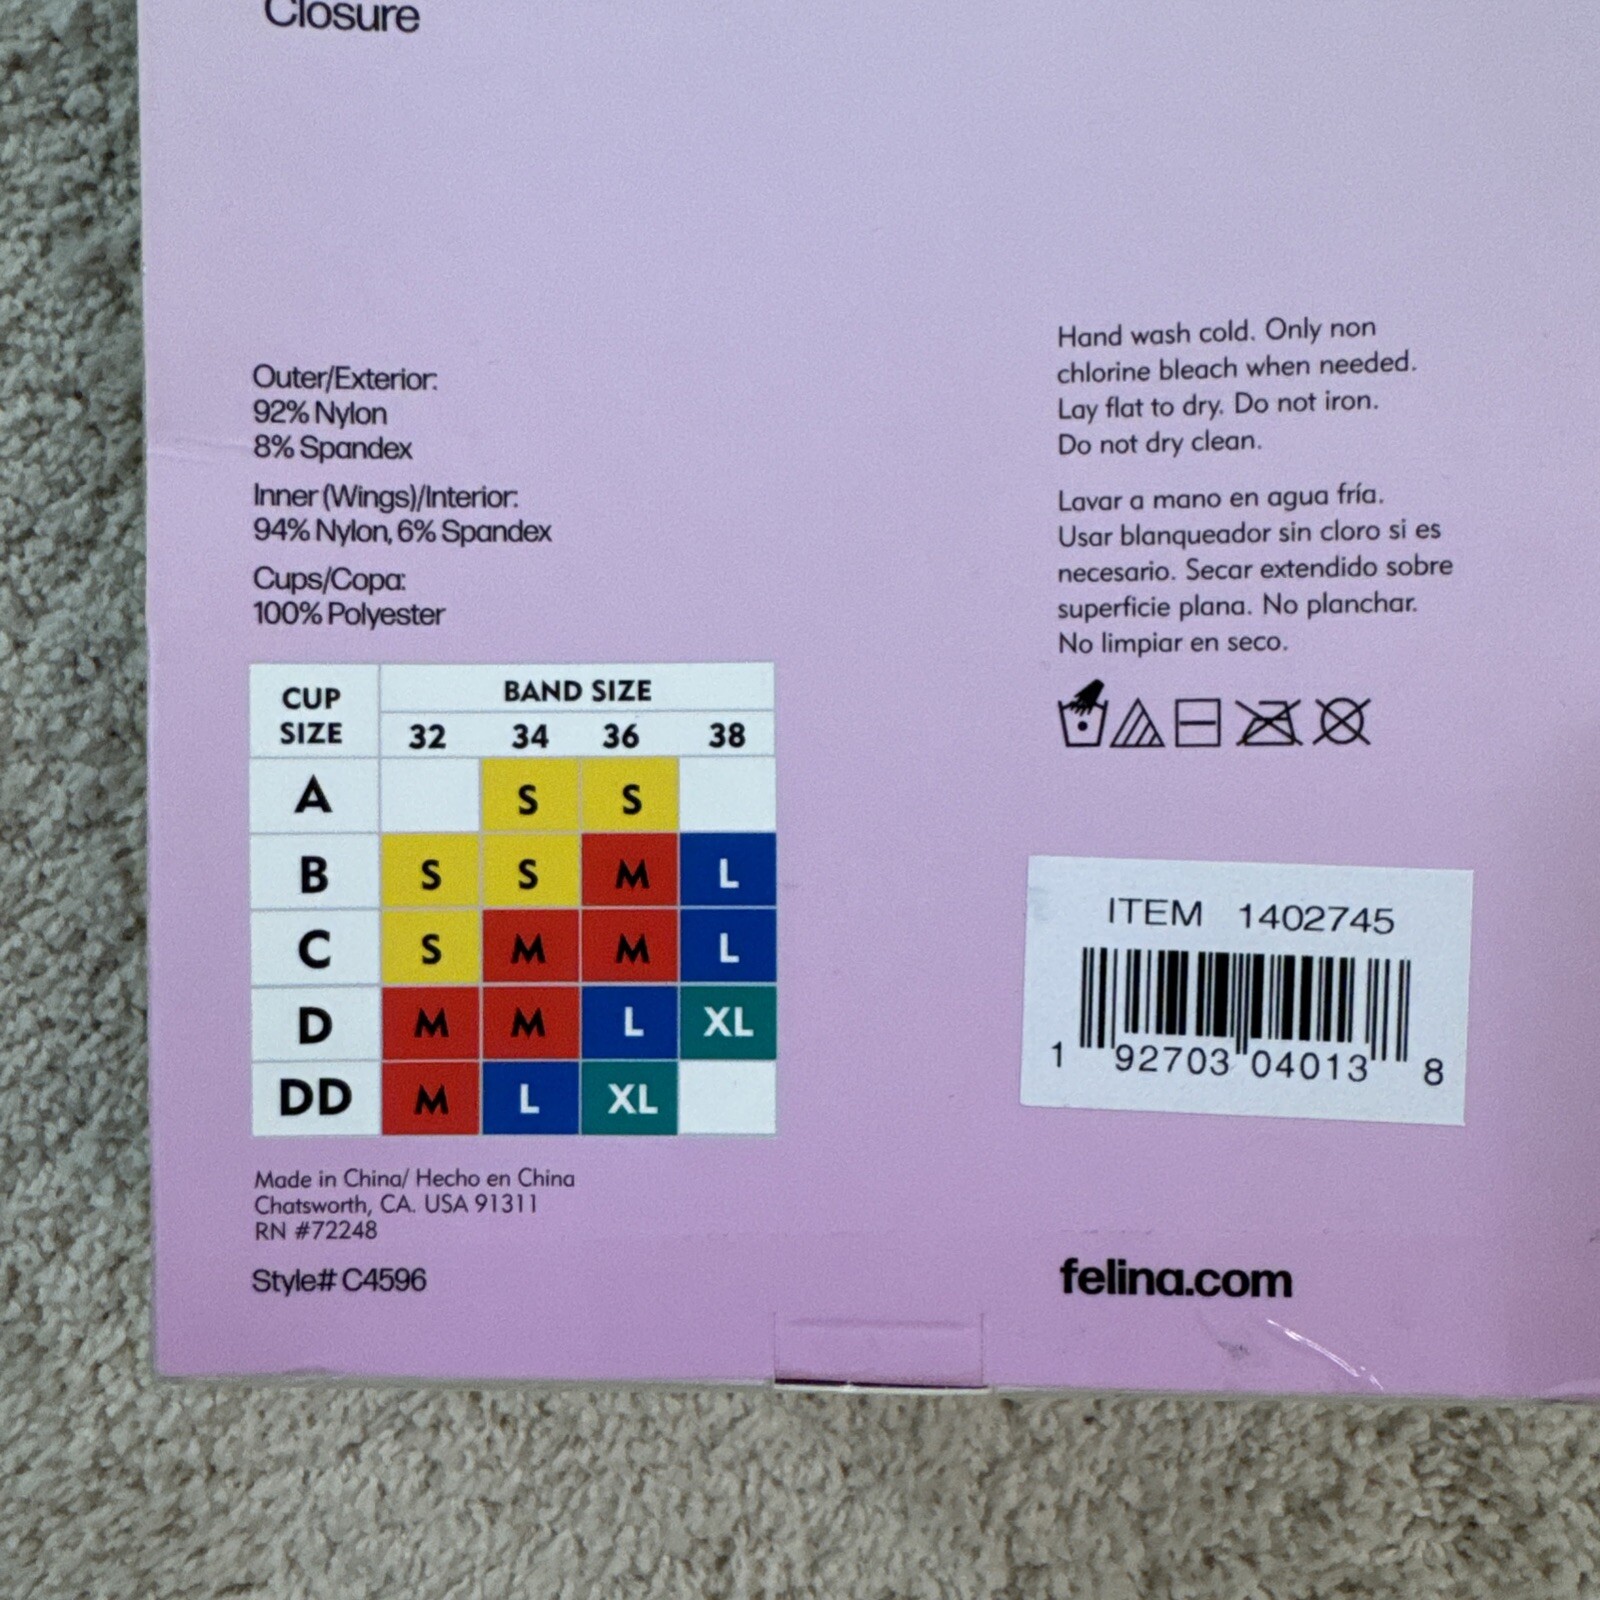 Closure
Outer/Exterior:
92% Nylon
8% Spandex
Inner (Wings)/Interior:
94% Nylon, 6% Spandex
Cups/Copa:
100% Polyester
CUP SIZE BAND SIZE
32 34 36 38
A S S
B S S M L
C S M M L
D M M L XL
DD M L XL
Made in China/ Hecho en China
Chatsworth, CA. USA 91311
RN #72248
Style# C4596
Hand wash cold. Only non
chlorine bleach when needed.
Lay flat to dry. Do not iron.
Do not dry clean.
Lavar a mano en agua fría.
Usar blanqueador sin cloro si es
necesario. Secar extendido sobre
superficie plana. No planchar.
No limpiar en seco.
ITEM 1402745
1 92703 04013 8
felina.com